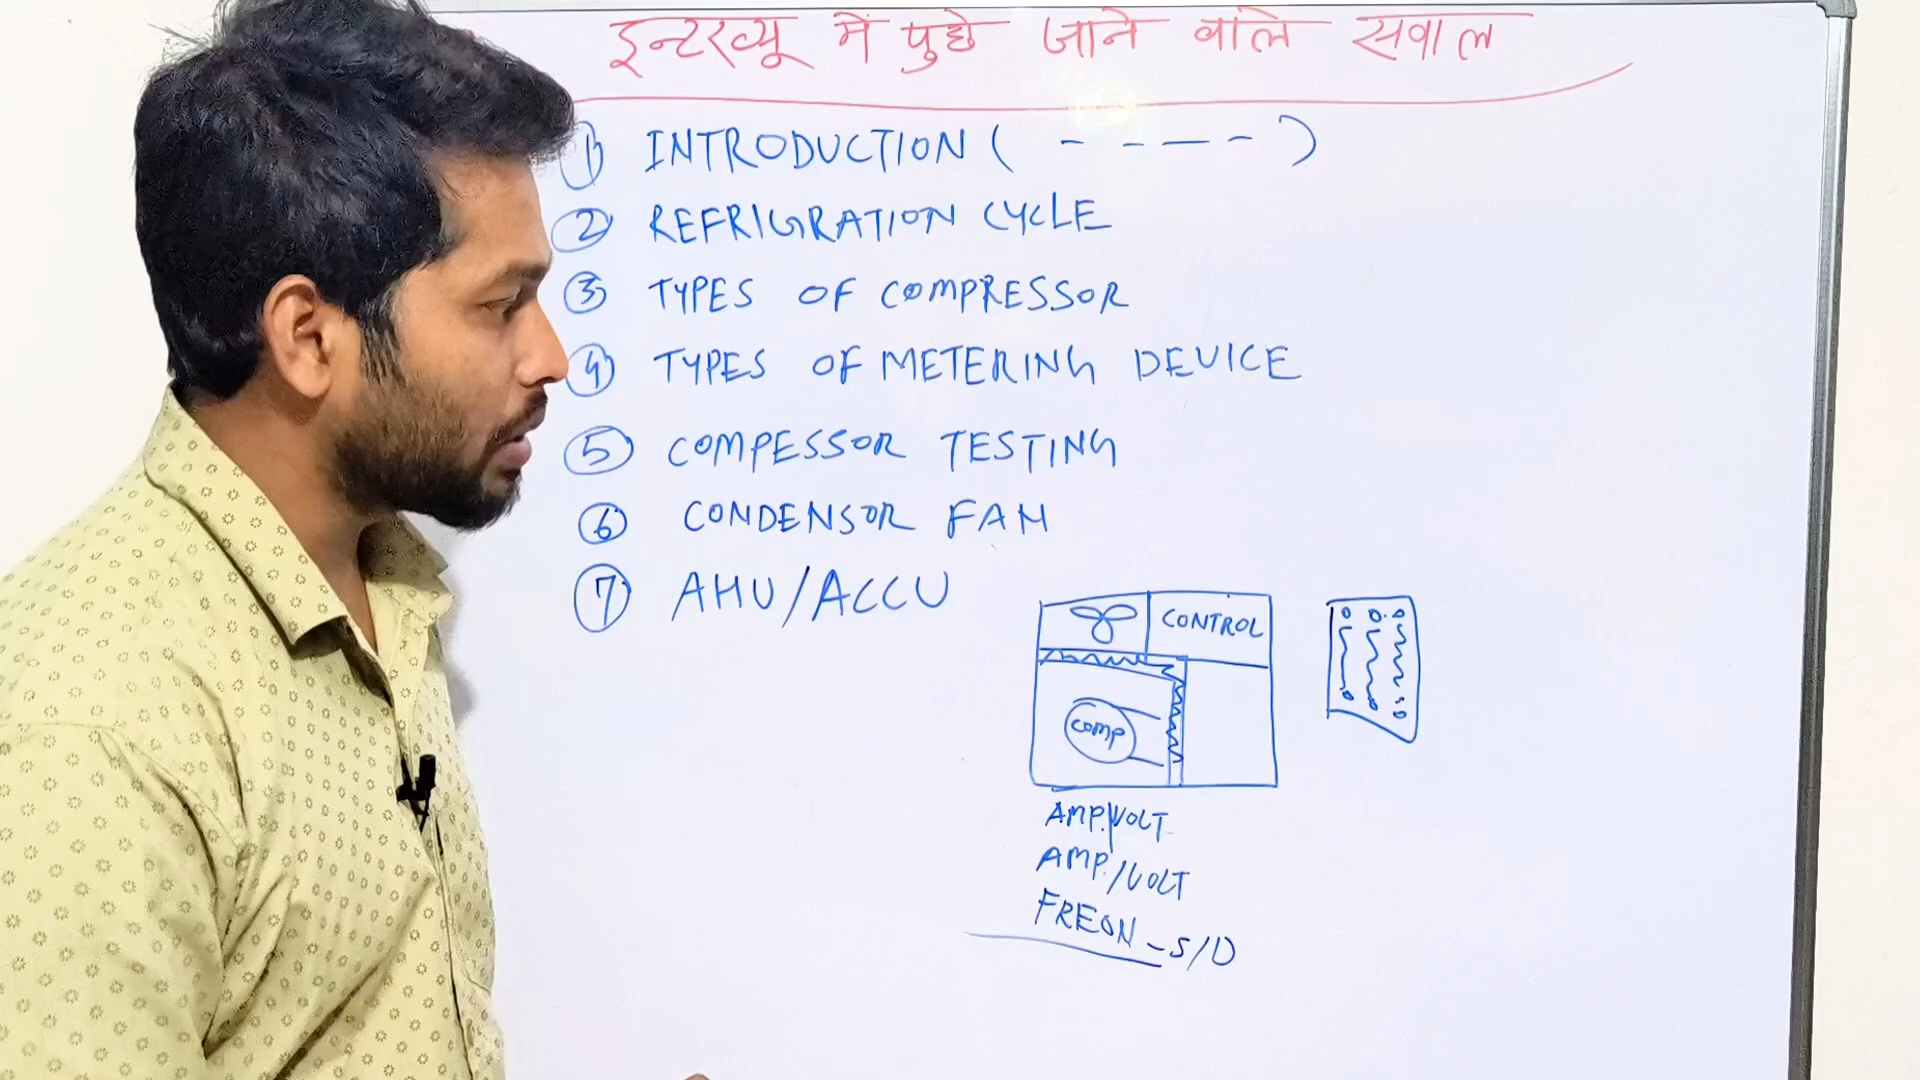 इन्टरव्यू में पुछे जाने वाले सवाल
① INTRODUCTION ( - - - - )
② REFRIGRATION CYCLE
③ TYPES OF COMPRESSOR
④ TYPES OF METERING DEVICE
⑤ COMPESSOR TESTING
⑥ CONDENSOR FAN
⑦ AHU/ACCU
CONTROL
COMP
AMP./VOLT
AMP./VOLT
FREON - S/D